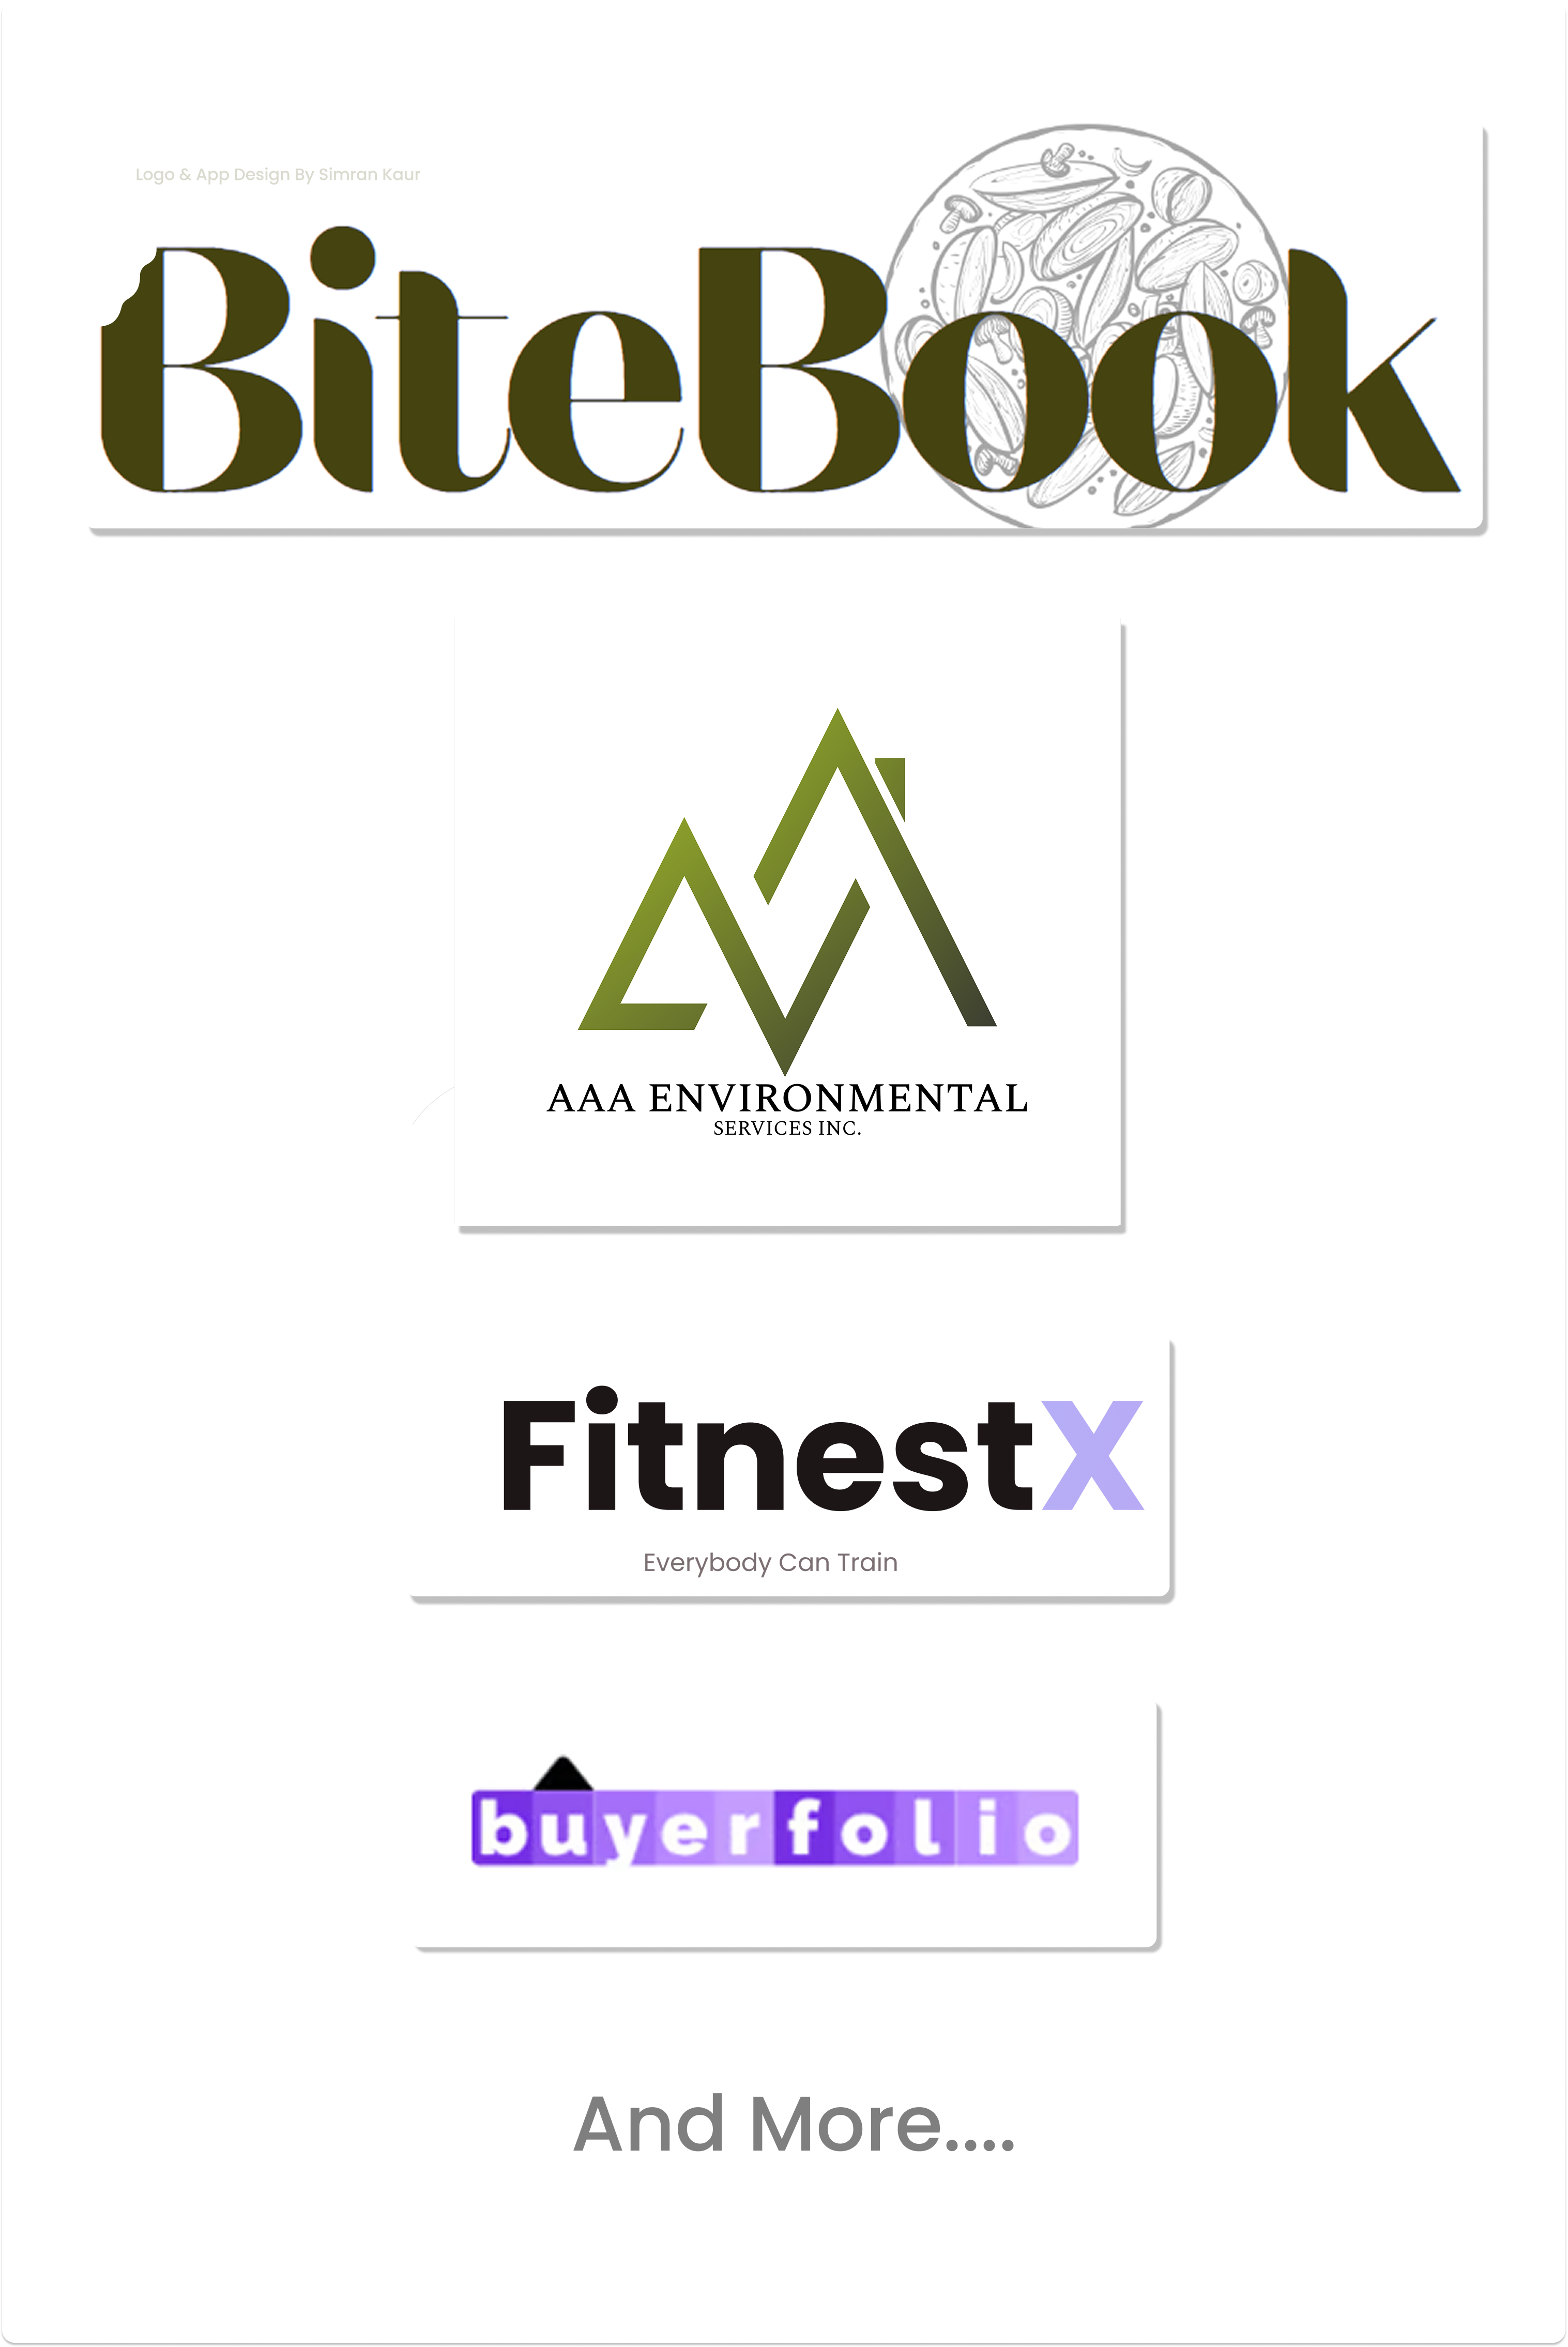 Logo & App Design By Simran Kaur
BiteBook
AAA ENVIRONMENTAL
SERVICES INC.
FitnestX
Everybody Can Train
buyerfolio
And More....